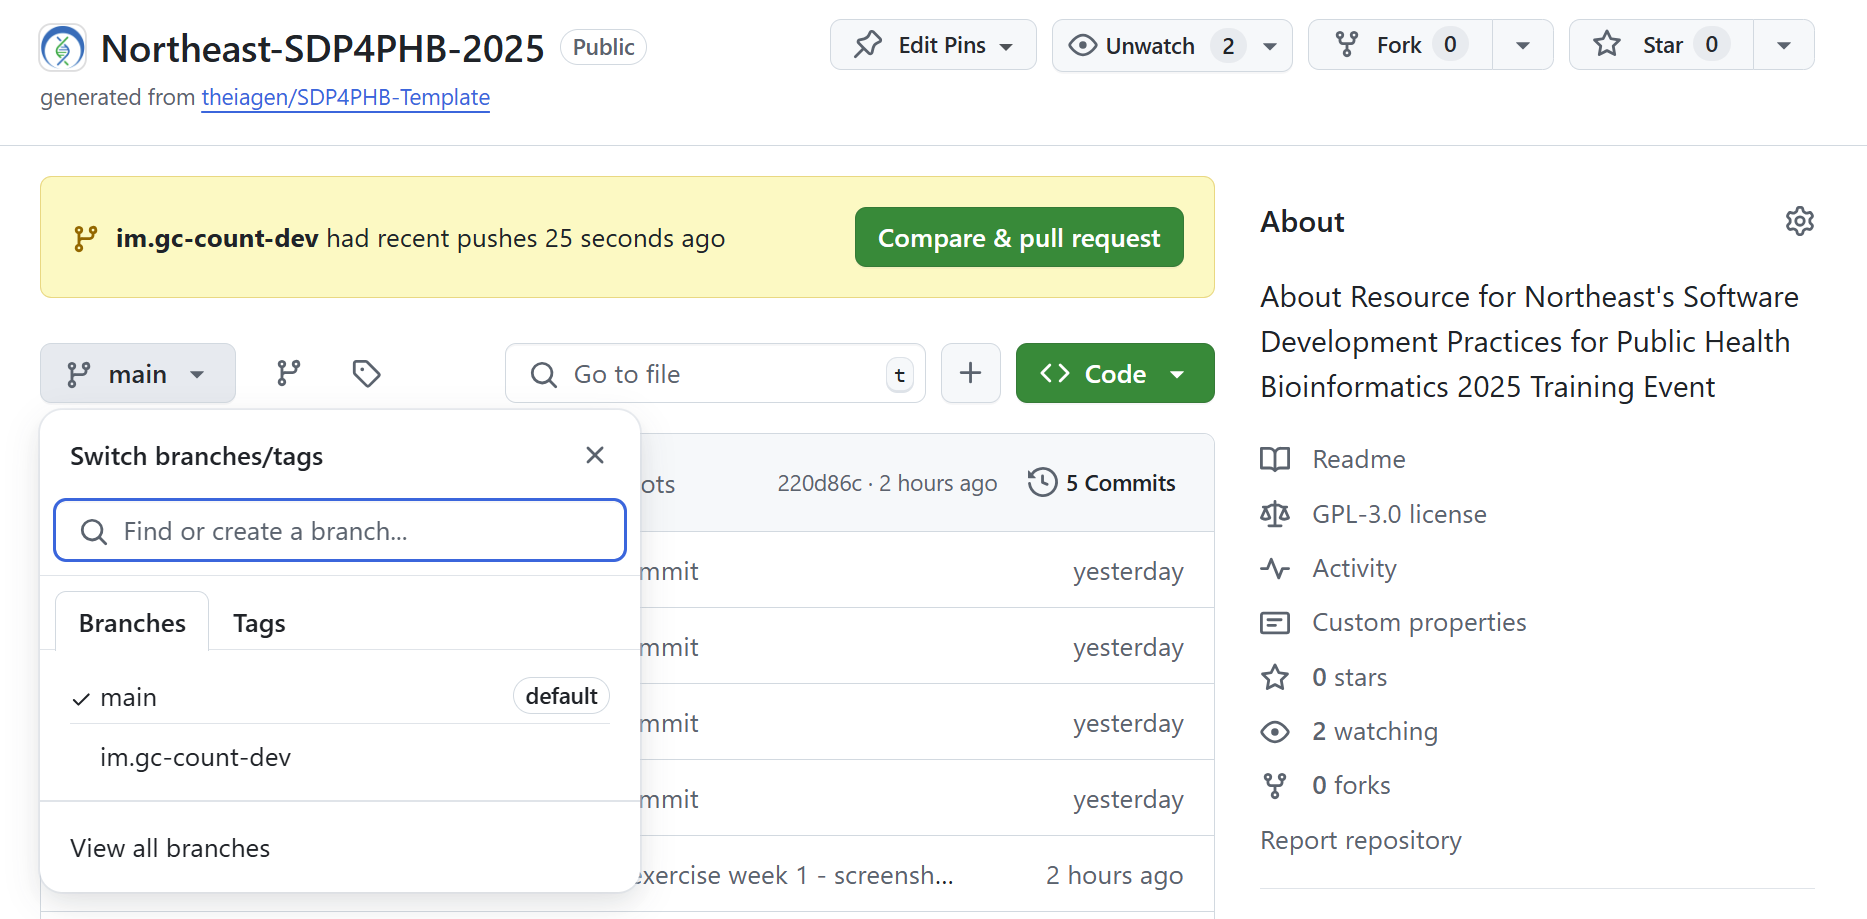 Northeast-SDP4PHB-2025 Public
Edit Pins
Unwatch 2
Fork 0
Star 0
generated from theiagen/SDP4PHB-Template
im.gc-count-dev had recent pushes 25 seconds ago
Compare & pull request
main
Go to file t
Code
Switch branches/tags
Find or create a branch...
Branches
Tags
main default
im.gc-count-dev
View all branches
220d86c · 2 hours ago
5 Commits
yesterday
yesterday
yesterday
yesterday
exercise week 1 - screensh... 2 hours ago
About
About Resource for Northeast's Software
Development Practices for Public Health
Bioinformatics 2025 Training Event
Readme
GPL-3.0 license
Activity
Custom properties
0 stars
2 watching
0 forks
Report repository